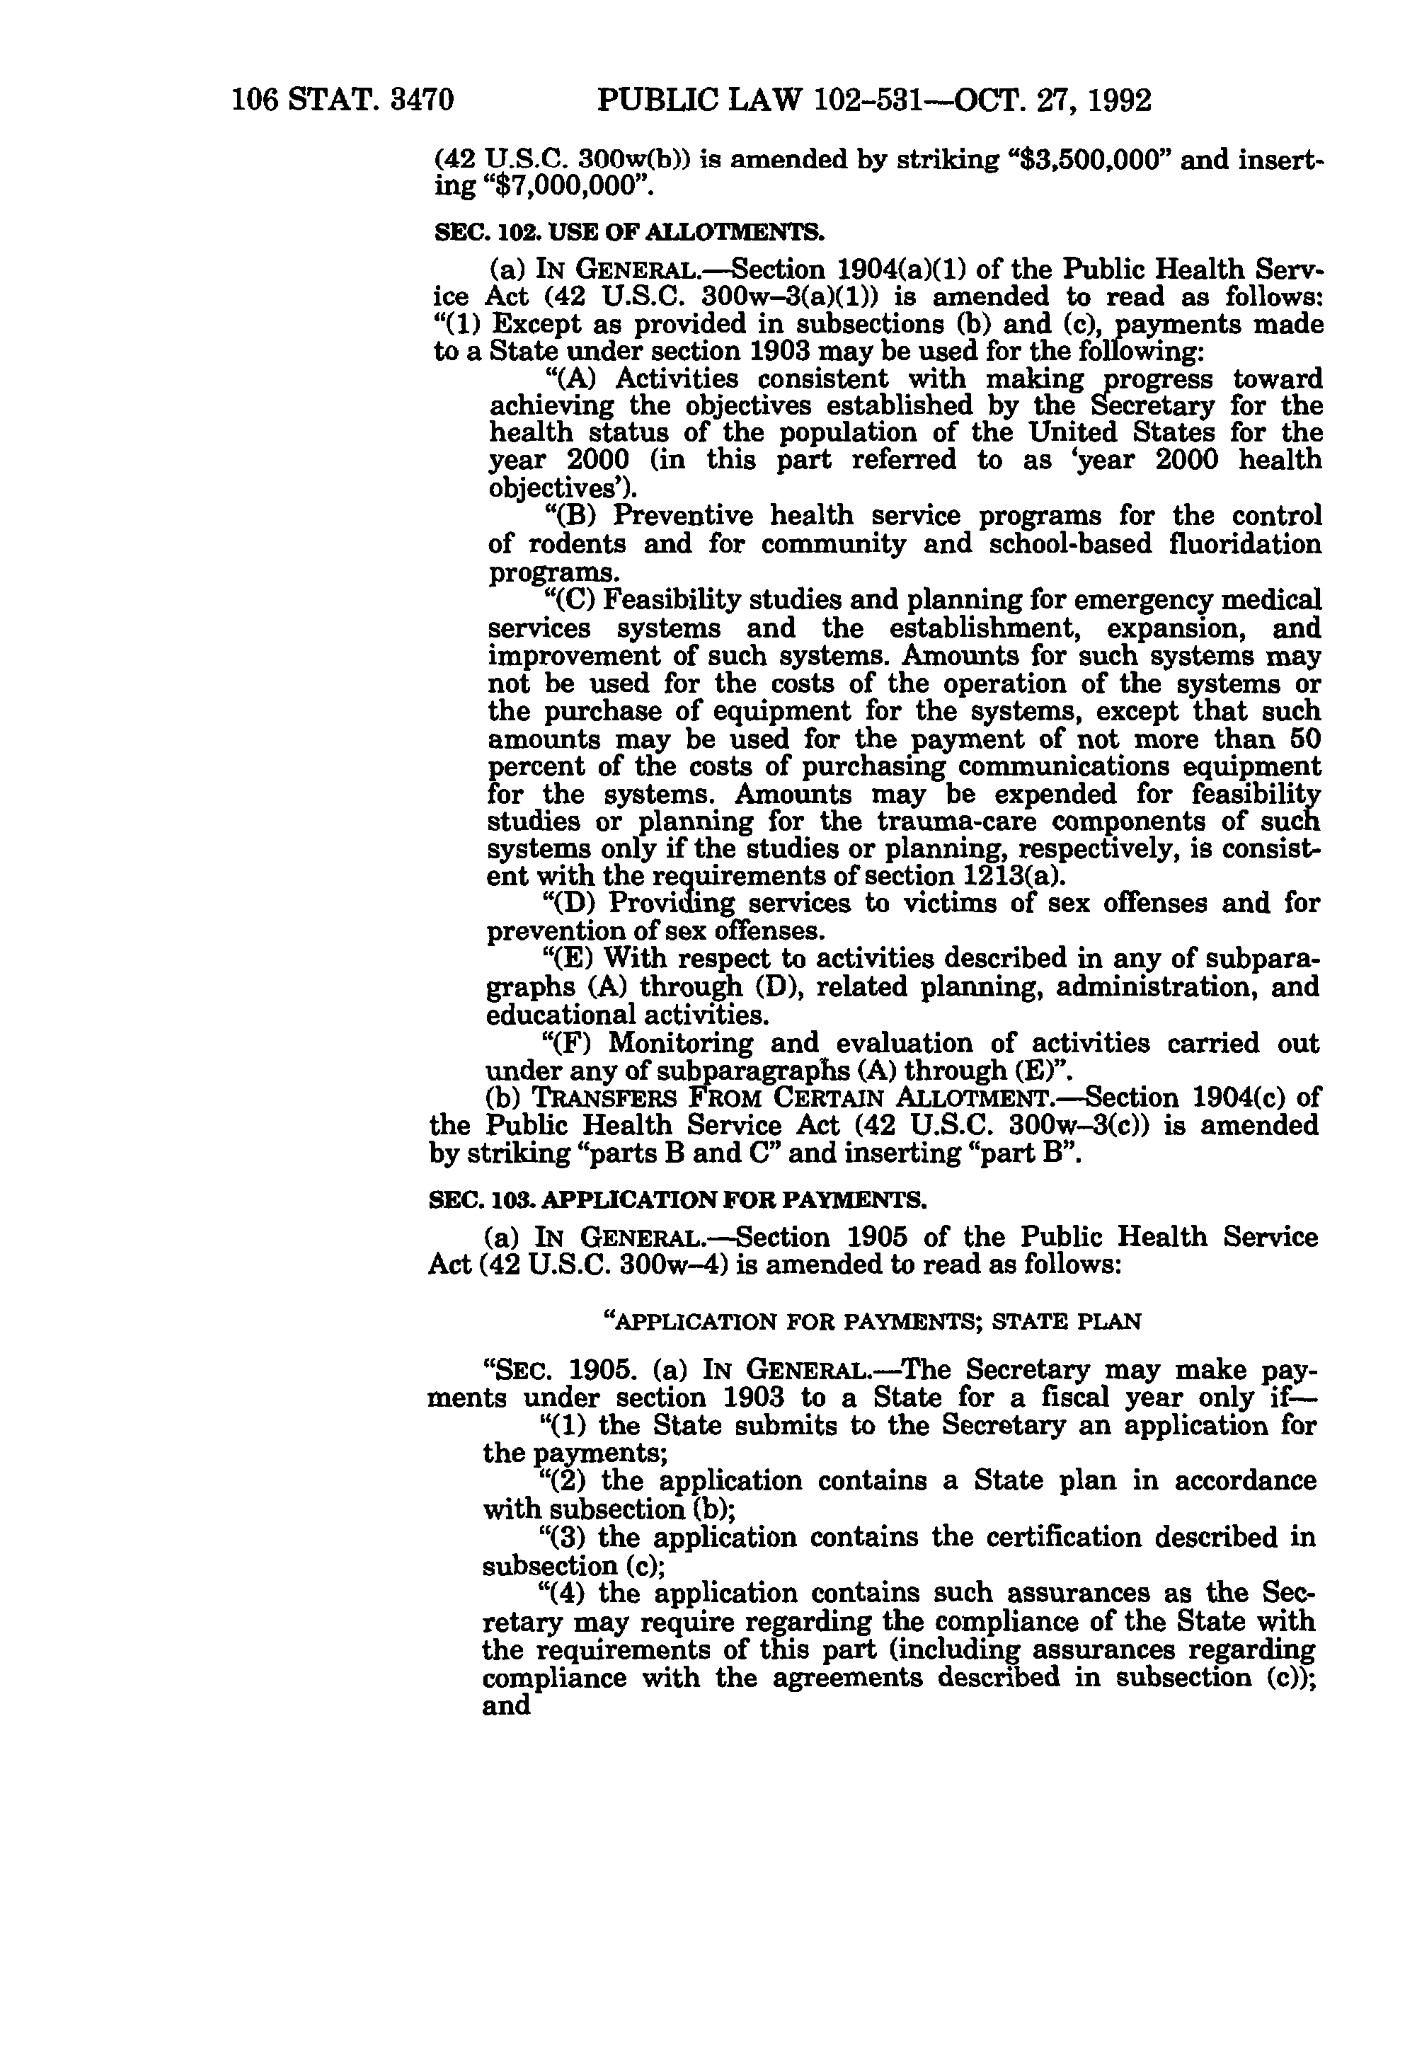 106 STAT. 3470 PUBLIC LAW 102–531—OCT. 27, 1992
(42 U.S.C. 300w(b)) is amended by striking “$3,500,000” and insert-
ing “$7,000,000”.
SEC. 102. USE OF ALLOTMENTS.
(a) IN GENERAL.—Section 1904(a)(1) of the Public Health Serv-
ice Act (42 U.S.C. 300w–3(a)(1)) is amended to read as follows:
“(1) Except as provided in subsections (b) and (c), payments made
to a State under section 1903 may be used for the following:
“(A) Activities consistent with making progress toward
achieving the objectives established by the Secretary for the
health status of the population of the United States for the
year 2000 (in this part referred to as ‘year 2000 health
objectives’).
“(B) Preventive health service programs for the control
of rodents and for community and school-based fluoridation
programs.
“(C) Feasibility studies and planning for emergency medical
services systems and the establishment, expansion, and
improvement of such systems. Amounts for such systems may
not be used for the costs of the operation of the systems or
the purchase of equipment for the systems, except that such
amounts may be used for the payment of not more than 50
percent of the costs of purchasing communications equipment
for the systems. Amounts may be expended for feasibility
studies or planning for the trauma-care components of such
systems only if the studies or planning, respectively, is consist-
ent with the requirements of section 1213(a).
“(D) Providing services to victims of sex offenses and for
prevention of sex offenses.
“(E) With respect to activities described in any of subpara-
graphs (A) through (D), related planning, administration, and
educational activities.
“(F) Monitoring and evaluation of activities carried out
under any of subparagraphs (A) through (E)”.
(b) TRANSFERS FROM CERTAIN ALLOTMENT.—Section 1904(c) of
the Public Health Service Act (42 U.S.C. 300w–3(c)) is amended
by striking “parts B and C” and inserting “part B”.
SEC. 103. APPLICATION FOR PAYMENTS.
(a) IN GENERAL.—Section 1905 of the Public Health Service
Act (42 U.S.C. 300w–4) is amended to read as follows:
“APPLICATION FOR PAYMENTS; STATE PLAN
“SEC. 1905. (a) IN GENERAL.—The Secretary may make pay-
ments under section 1903 to a State for a fiscal year only if—
“(1) the State submits to the Secretary an application for
the payments;
“(2) the application contains a State plan in accordance
with subsection (b);
“(3) the application contains the certification described in
subsection (c);
“(4) the application contains such assurances as the Sec-
retary may require regarding the compliance of the State with
the requirements of this part (including assurances regarding
compliance with the agreements described in subsection (c));
and